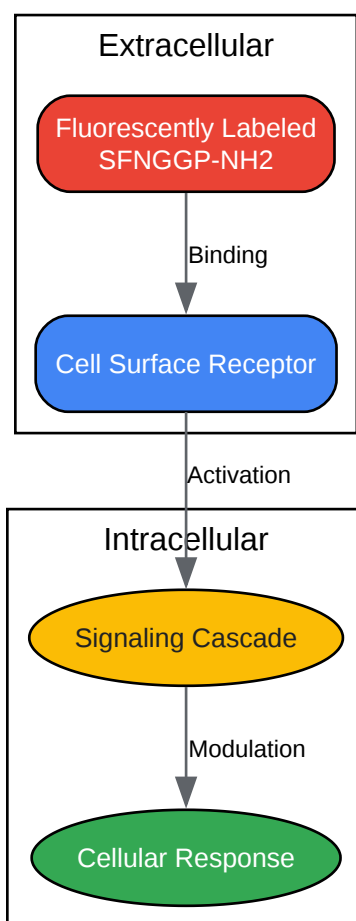 Extracellular
Fluorescently Labeled
SFNGGP-NH2
Binding
Cell Surface Receptor
Activation
Intracellular
Signaling Cascade
Modulation
Cellular Response